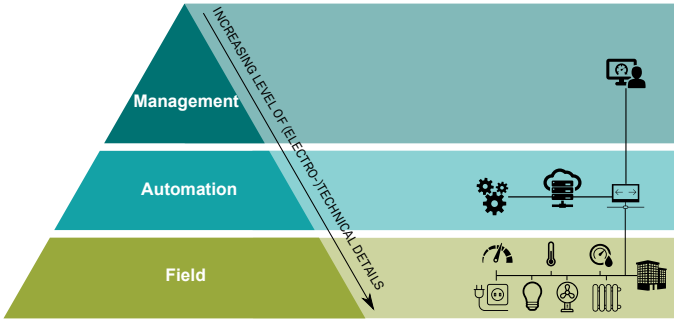 Management
Automation
Field
INCREASING LEVEL OF (ELECTRO-)TECHNICAL DETAILS